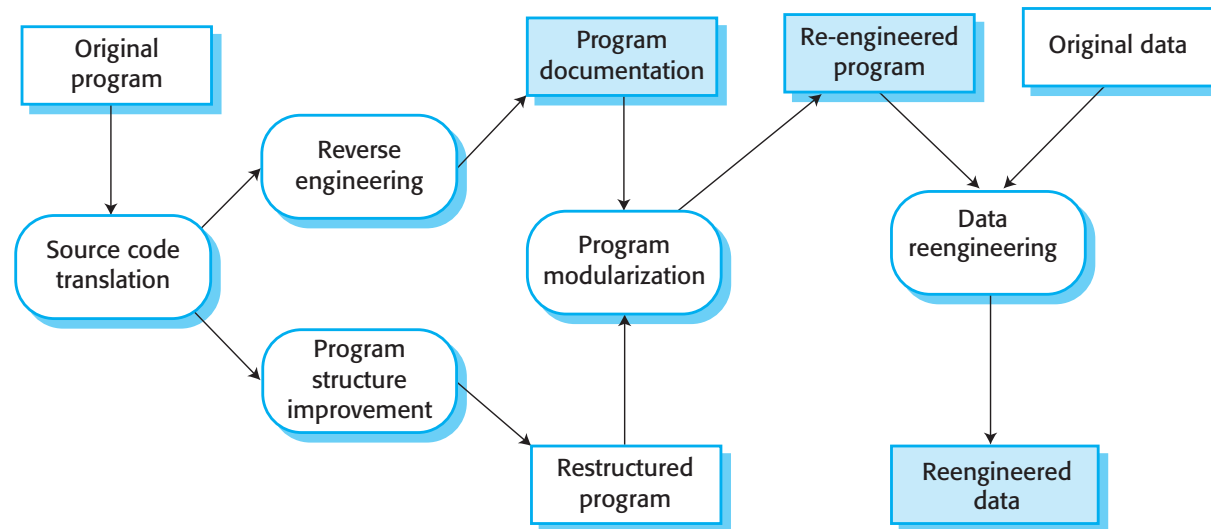 Original
program
Program
documentation
Re-engineered
program
Original data
Reverse
engineering
Source code
translation
Program
modularization
Data
reengineering
Program
structure
improvement
Restructured
program
Reengineered
data